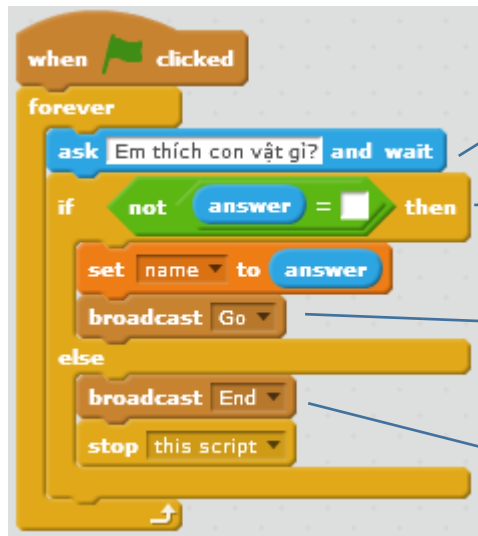 when clicked
forever
ask Em thích con vật gì? and wait
if not answer = then
set name to answer
broadcast Go
else
broadcast End
stop this script